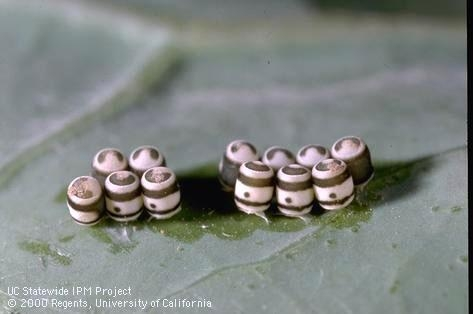 UC Statewide IPM Project
© 2000 Regents, University of California